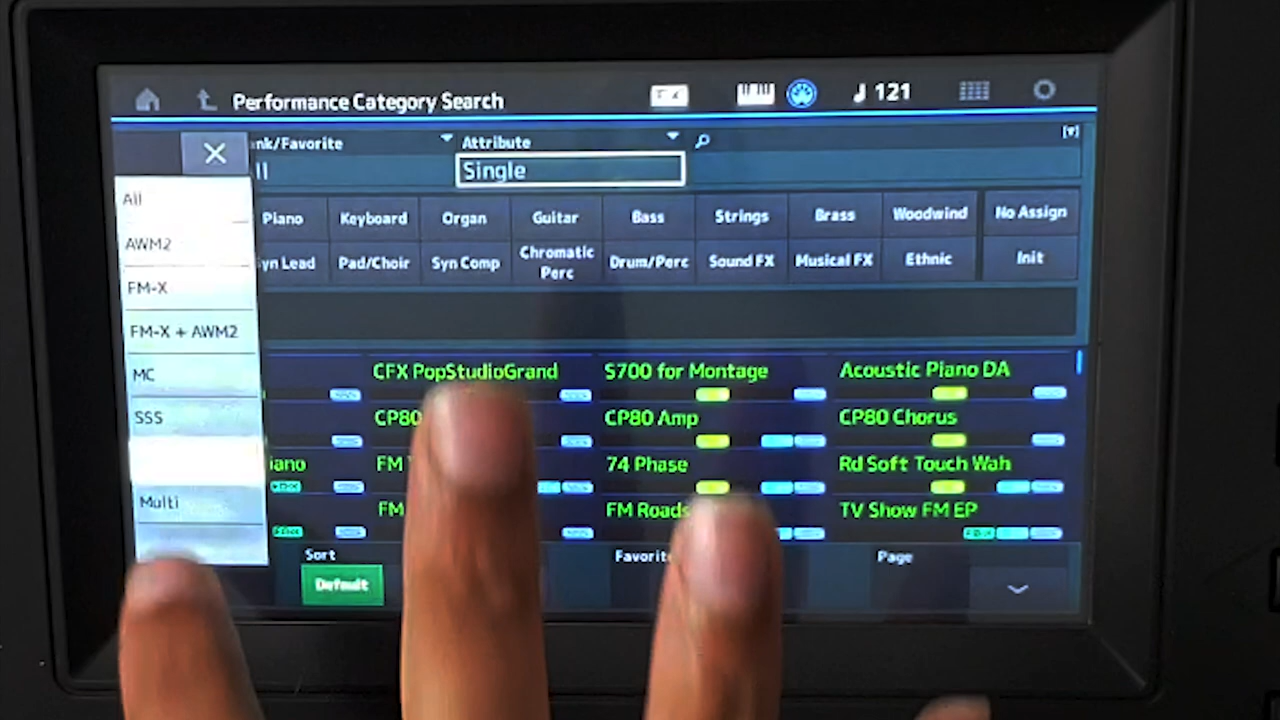 Performance Category Search
♩ 121
nk/Favorite Attribute
ll Single
All
AWM2
FM-X
FM-X + AWM2
MC
SSS
Multi
Piano Keyboard Organ Guitar Bass Strings Brass Woodwind No Assign
yn Lead Pad/Choir Syn Comp Chromatic Perc Drum/Perc Sound FX Musical FX Ethnic Init
CFX PopStudioGrand S700 for Montage Acoustic Piano DA
CP80 CP80 Amp CP80 Chorus
iano FM 74 Phase Rd Soft Touch Wah
FM FM Roads TV Show FM EP
Sort Favorite Page
Default